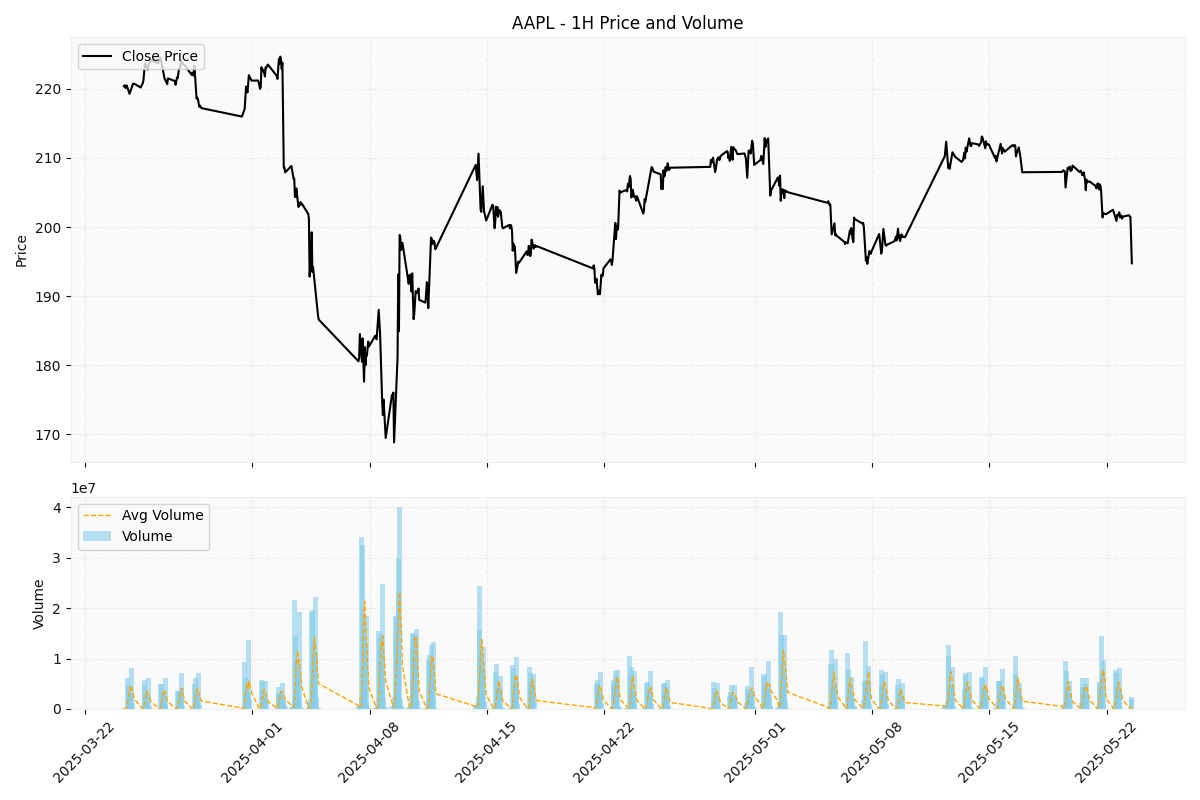 AAPL - 1H Price and Volume
Close Price
220
210
200
190
180
170
Price
1e7
Avg Volume
Volume
4
3
2
1
0
Volume
2025-03-22
2025-04-01
2025-04-08
2025-04-15
2025-04-22
2025-05-01
2025-05-08
2025-05-15
2025-05-22